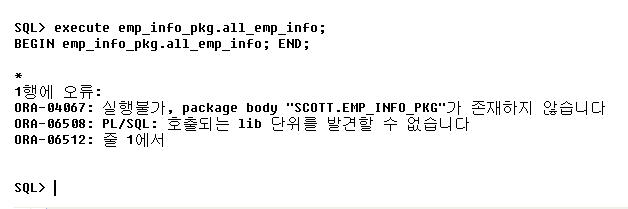 SQL> execute emp_info_pkg.all_emp_info;
BEGIN emp_info_pkg.all_emp_info; END;
*
1행에 오류:
ORA-04067: 실행불가, package body "SCOTT.EMP_INFO_PKG"가 존재하지 않습니다
ORA-06508: PL/SQL: 호출되는 lib 단위를 발견할 수 없습니다
ORA-06512: 줄 1에서
SQL>